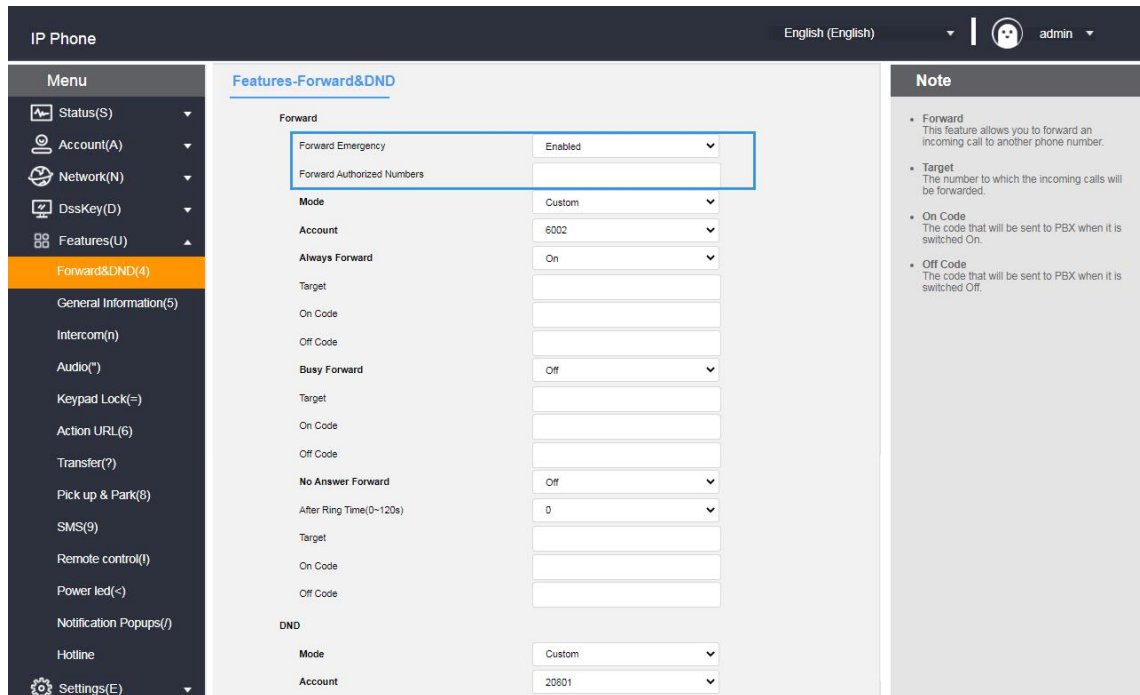 IP Phone
English (English)
admin
Menu
Status(S)
Account(A)
Network(N)
DssKey(D)
Features(U)
Forward&DND(4)
General Information(5)
Intercom(n)
Audio(")
Keypad Lock(=)
Action URL(6)
Transfer(?)
Pick up & Park(8)
SMS(9)
Remote control(!)
Power led(<)
Notification Popups(/)
Hotline
Settings(E)
Features-Forward&DND
Forward
Forward Emergency Enabled
Forward Authorized Numbers
Mode Custom
Account 6002
Always Forward On
Target
On Code
Off Code
Busy Forward Off
Target
On Code
Off Code
No Answer Forward Off
After Ring Time(0~120s) 0
Target
On Code
Off Code
DND
Mode Custom
Account 20801
Note
Forward
This feature allows you to forward an
incoming call to another phone number.
Target
The number to which the incoming calls will
be forwarded.
On Code
The code that will be sent to PBX when it is
switched On.
Off Code
The code that will be sent to PBX when it is
switched Off.